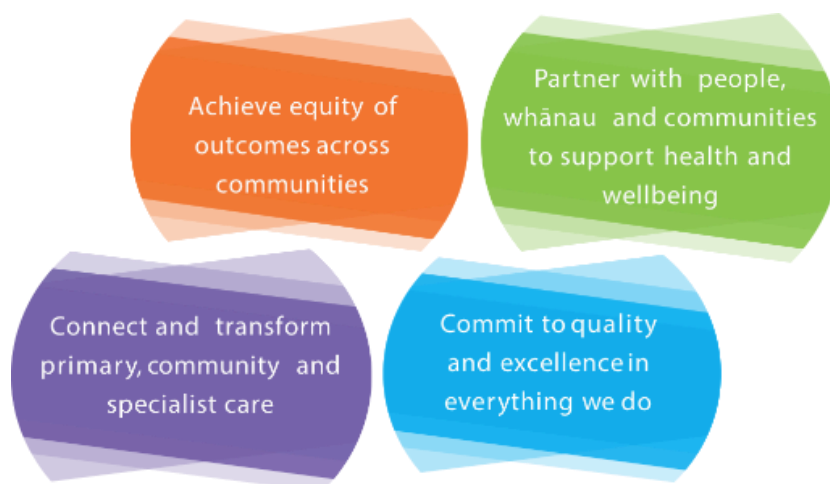 Achieve equity of
outcomes across
communities
Partner with people,
whānau and communities
to support health and
wellbeing
Connect and transform
primary, community and
specialist care
Commit to quality
and excellence in
everything we do